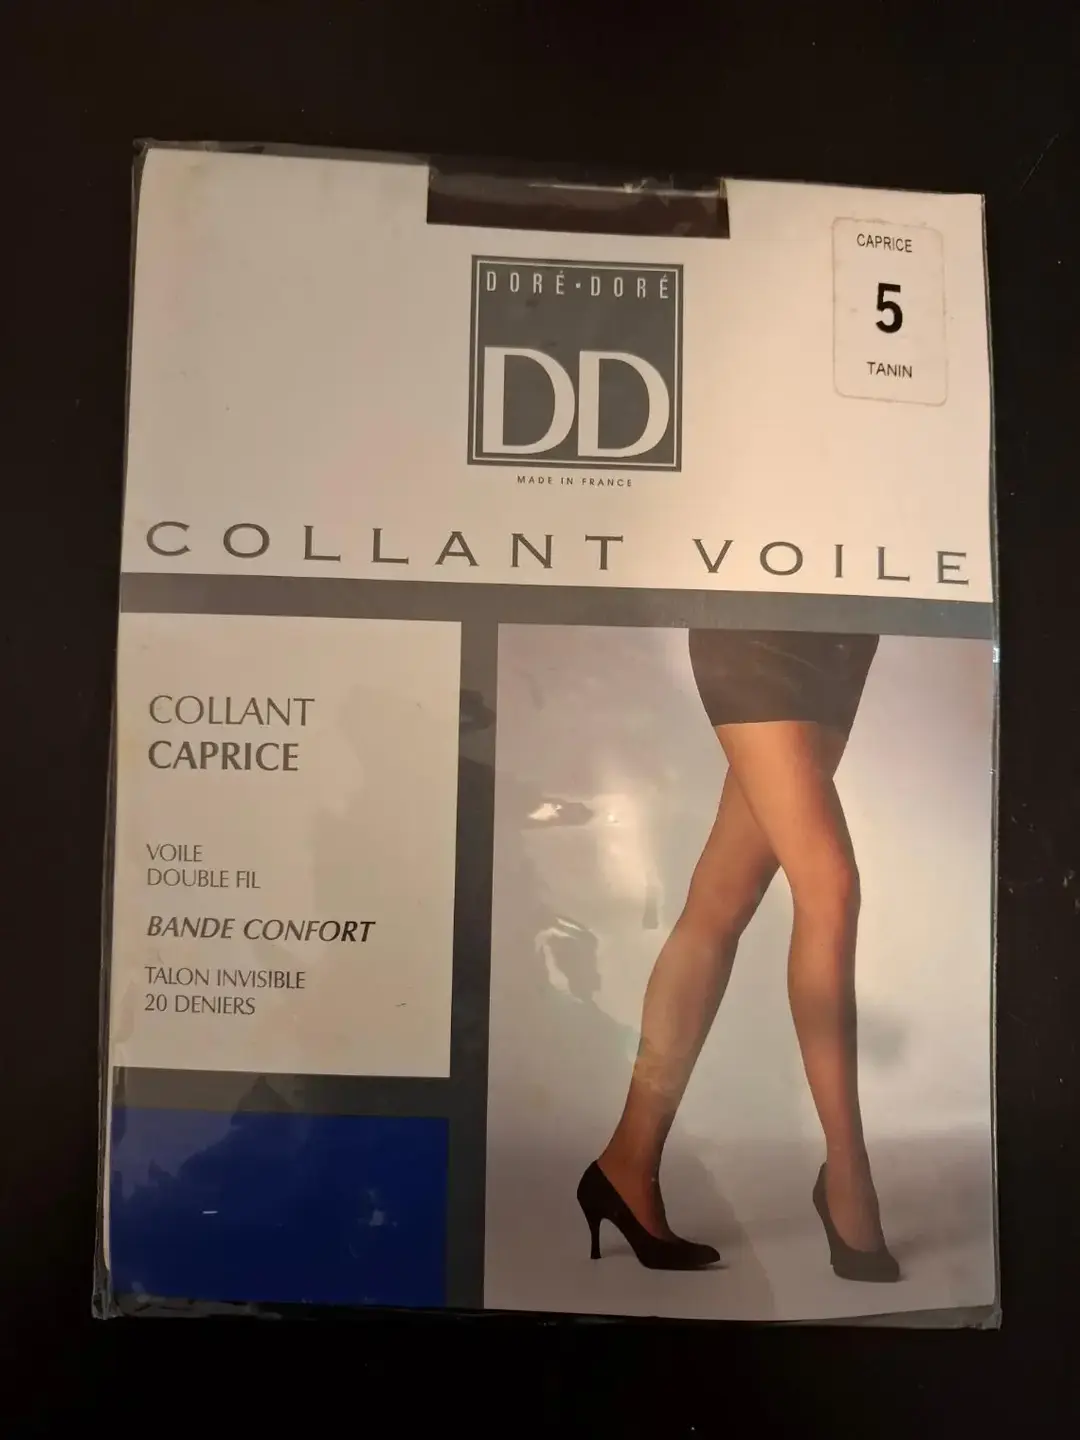 CAPRICE
5
TANIN
DORÉ•DORÉ
DD
MADE IN FRANCE
COLLANT VOILE
COLLANT
CAPRICE
VOILE
DOUBLE FIL
BANDE CONFORT
TALON INVISIBLE
20 DENIERS